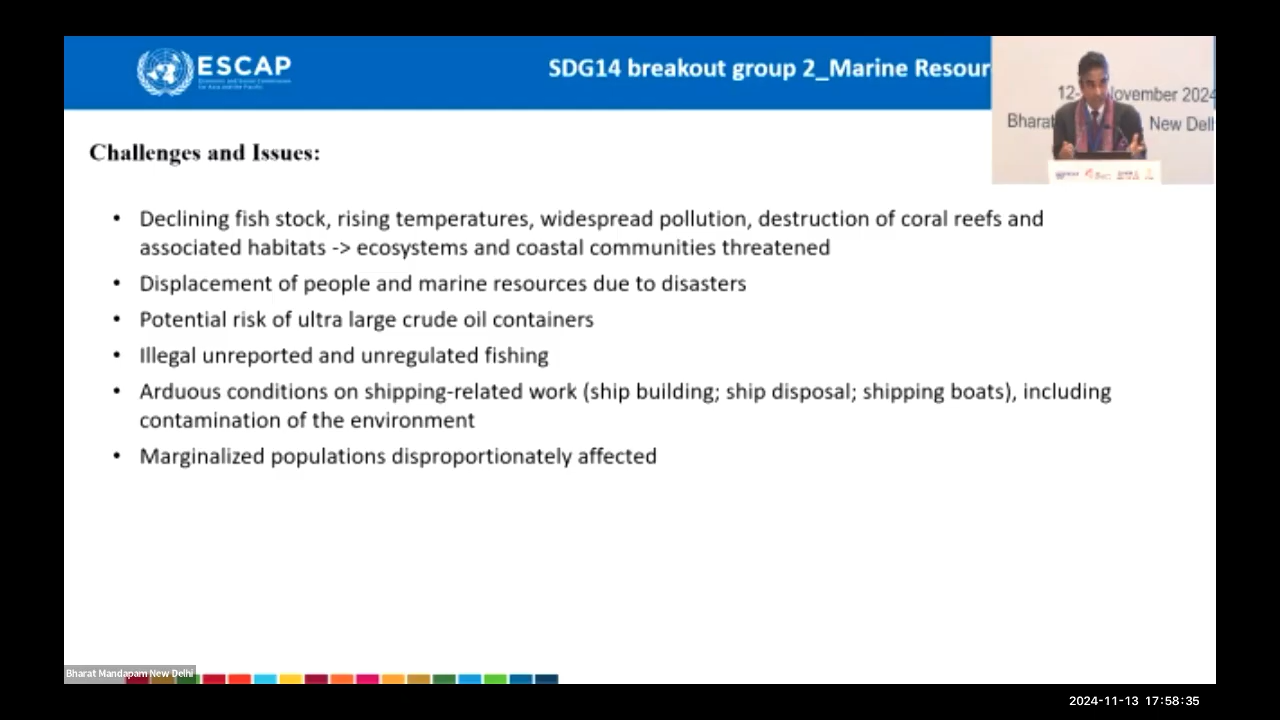 ESCAP
Economic and Social Commission
for Asia and the Pacific
SDG14 breakout group 2_Marine Resour
12- ovember 2024
Bharat New Delh
Challenges and Issues:
• Declining fish stock, rising temperatures, widespread pollution, destruction of coral reefs and
associated habitats -> ecosystems and coastal communities threatened
• Displacement of people and marine resources due to disasters
• Potential risk of ultra large crude oil containers
• Illegal unreported and unregulated fishing
• Arduous conditions on shipping-related work (ship building; ship disposal; shipping boats), including
contamination of the environment
• Marginalized populations disproportionately affected
Bharat Mandapam New Delhi
2024-11-13 17:58:35